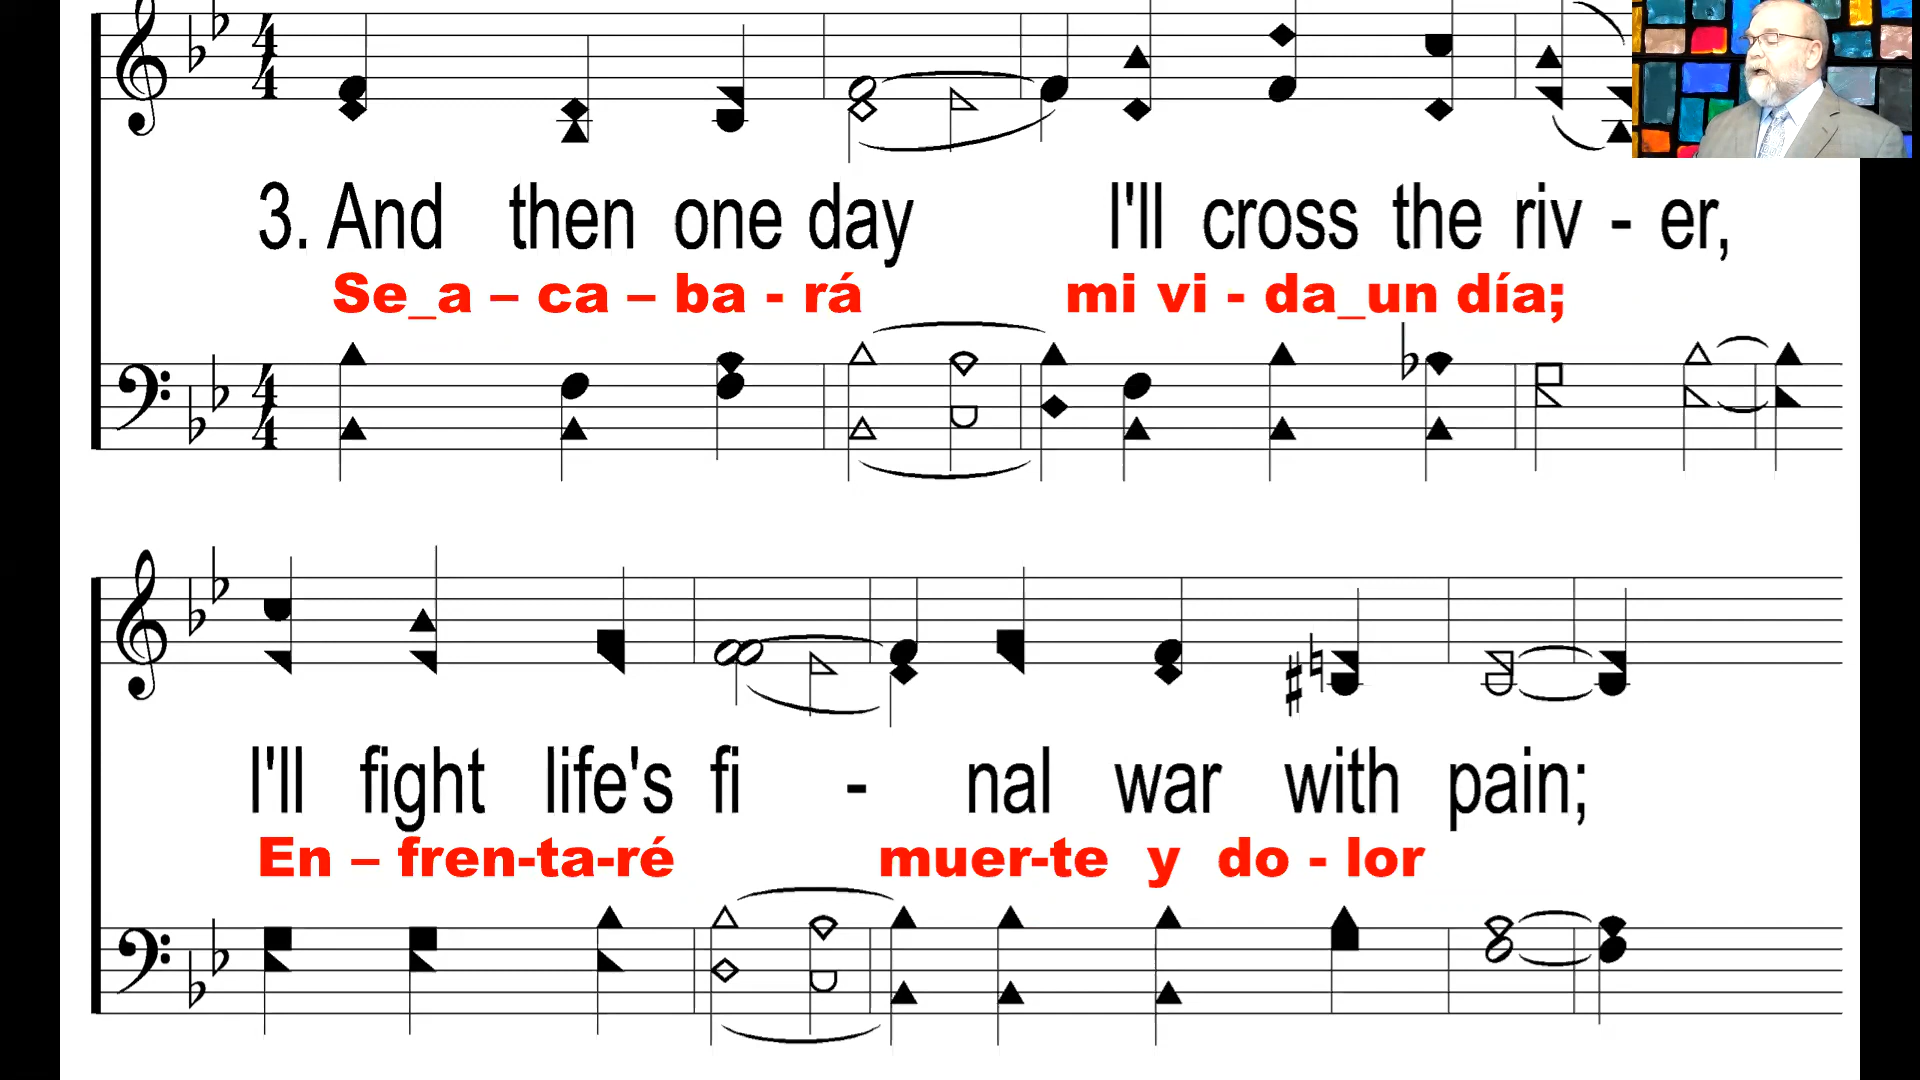 3. And then one day I'll cross the riv - er,
Se_a – ca – ba - rá mi vi - da_un día;
I'll fight life's fi - nal war with pain;
En – fren-ta-ré muer-te y do - lor